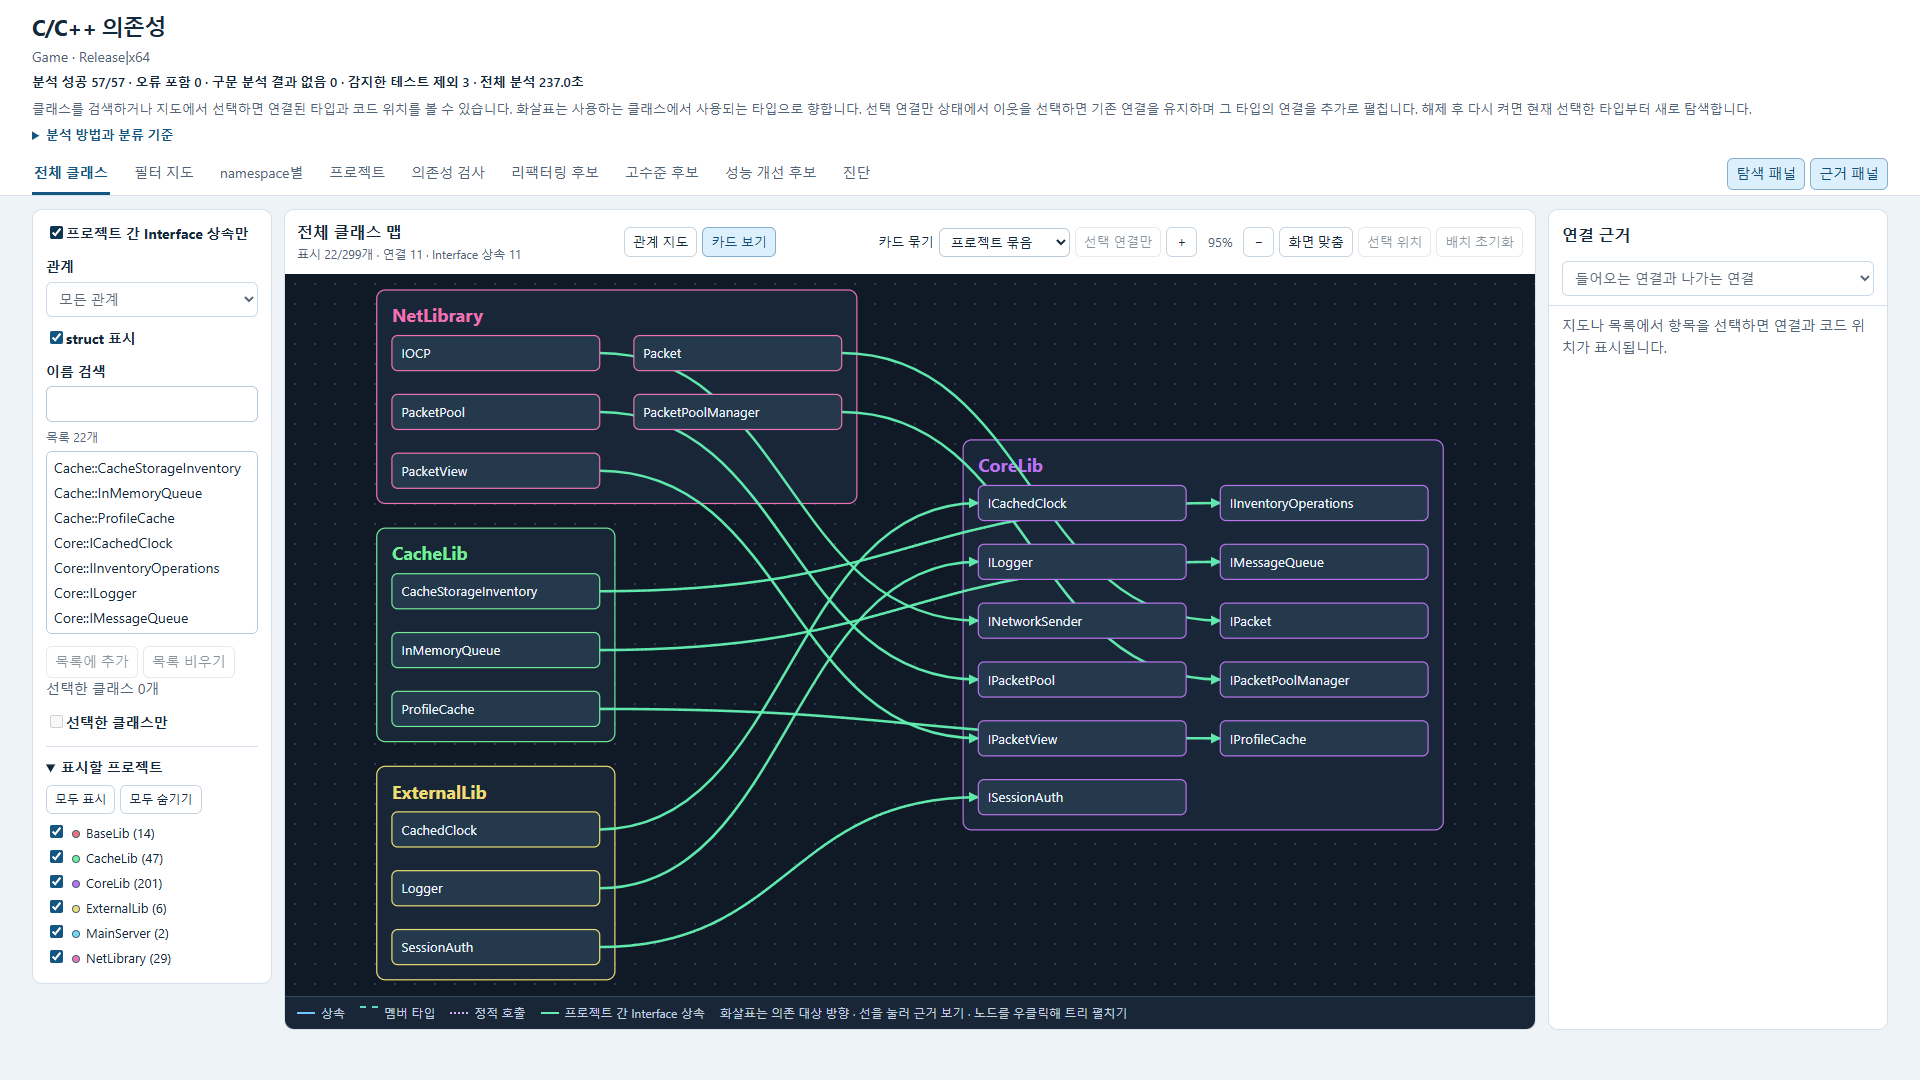 C/C++ 의존성
Game · Release|x64
분석 성공 57/57 · 오류 포함 0 · 구문 분석 결과 없음 0 · 감지한 테스트 제외 3 · 전체 분석 237.0초
클래스를 검색하거나 지도에서 선택하면 연결된 타입과 코드 위치를 볼 수 있습니다. 화살표는 사용하는 클래스에서 사용되는 타입으로 향합니다. 선택 연결만 상태에서 이웃을 선택하면 기존 연결을 유지하며 그 타입의 연결을 추가로 펼칩니다. 해제 후 다시 켜면 현재 선택한 타입부터 새로 탐색합니다.
▶ 분석 방법과 분류 기준
전체 클래스 필터 지도 namespace별 프로젝트 의존성 검사 리팩터링 후보 고수준 후보 성능 개선 후보 진단 탐색 패널 근거 패널
프로젝트 간 Interface 상속만
관계
모든 관계
struct 표시
이름 검색
목록 22개
Cache::CacheStorageInventory
Cache::InMemoryQueue
Cache::ProfileCache
Core::ICachedClock
Core::IInventoryOperations
Core::ILogger
Core::IMessageQueue
목록에 추가 목록 비우기
선택한 클래스 0개
선택한 클래스만
▼ 표시할 프로젝트
모두 표시 모두 숨기기
BaseLib (14)
CacheLib (47)
CoreLib (201)
ExternalLib (6)
MainServer (2)
NetLibrary (29)
전체 클래스 맵
표시 22/299개 · 연결 11 · Interface 상속 11
관계 지도 카드 보기 카드 묶기 프로젝트 묶음 선택 연결만 + 95% − 화면 맞춤 선택 위치 배치 초기화
NetLibrary
IOCP Packet
PacketPool PacketPoolManager
PacketView
CacheLib
CacheStorageInventory
InMemoryQueue
ProfileCache
ExternalLib
CachedClock
Logger
SessionAuth
CoreLib
ICachedClock IInventoryOperations
ILogger IMessageQueue
INetworkSender IPacket
IPacketPool IPacketPoolManager
IPacketView IProfileCache
ISessionAuth
상속 멤버 타입 정적 호출 프로젝트 간 Interface 상속 화살표는 의존 대상 방향 · 선을 눌러 근거 보기 · 노드를 우클릭해 트리 펼치기
연결 근거
들어오는 연결과 나가는 연결
지도나 목록에서 항목을 선택하면 연결과 코드 위
치가 표시됩니다.